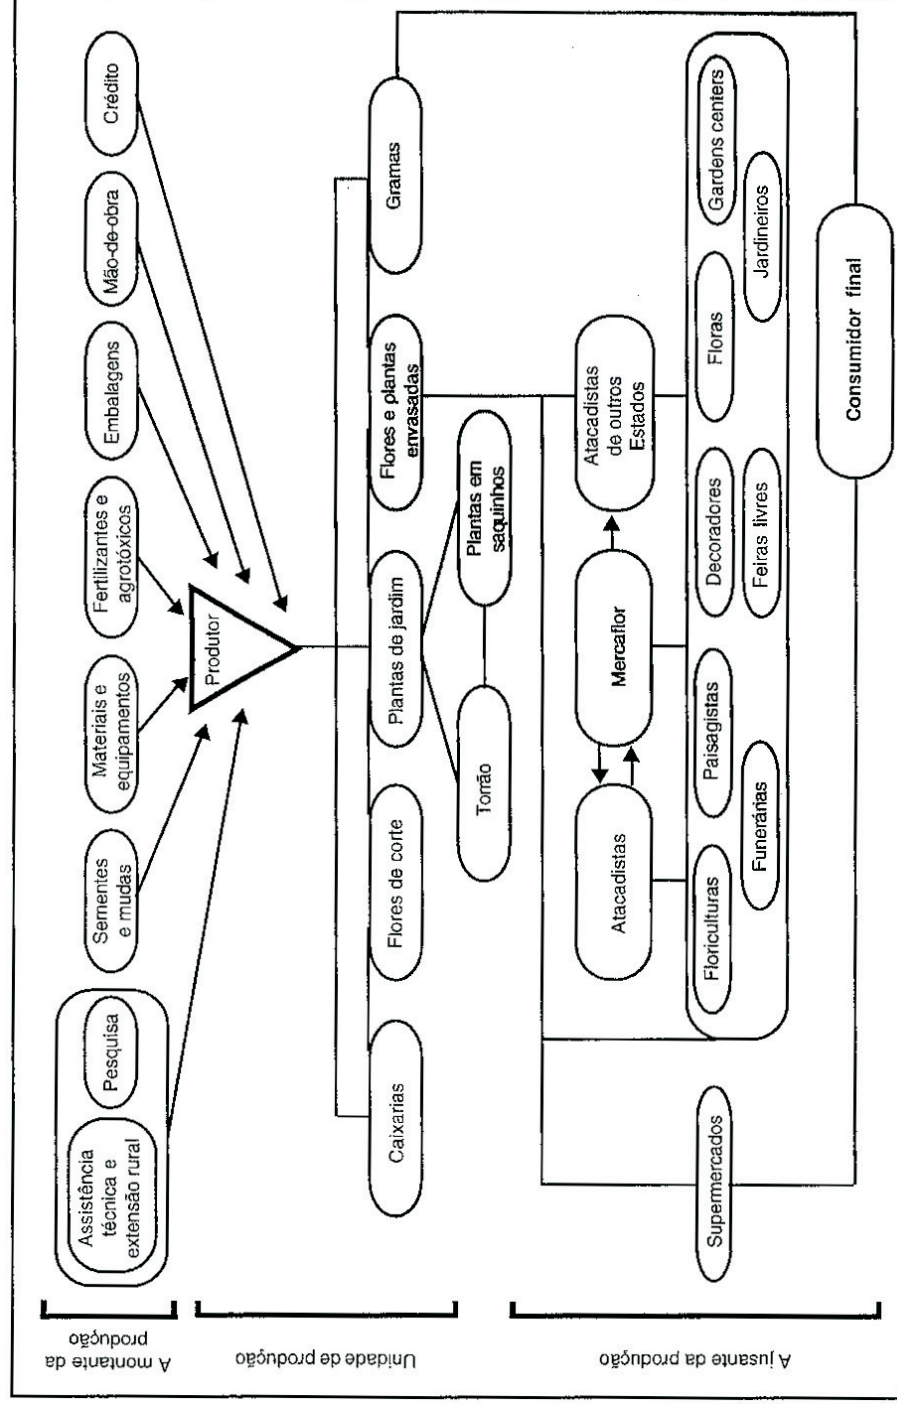 A montante da
produção
Assistência
técnica e
extensão rural
Pesquisa
Sementes
e mudas
Materiais e
equipamentos
Fertilizantes e
agrotóxicos
Embalagens
Mão-de-obra
Crédito
Unidade de produção
Produtor
Caixarias
Flores de corte
Plantas de jardim
Flores e plantas
envasadas
Gramas
Torrão
Plantas em
saquinhos
A jusante da produção
Atacadistas
Mercaflor
Atacadistas
de outros
Estados
Supermercados
Floriculturas
Paisagistas
Decoradores
Floras
Gardens centers
Funerárias
Feiras livres
Jardineiros
Consumidor final